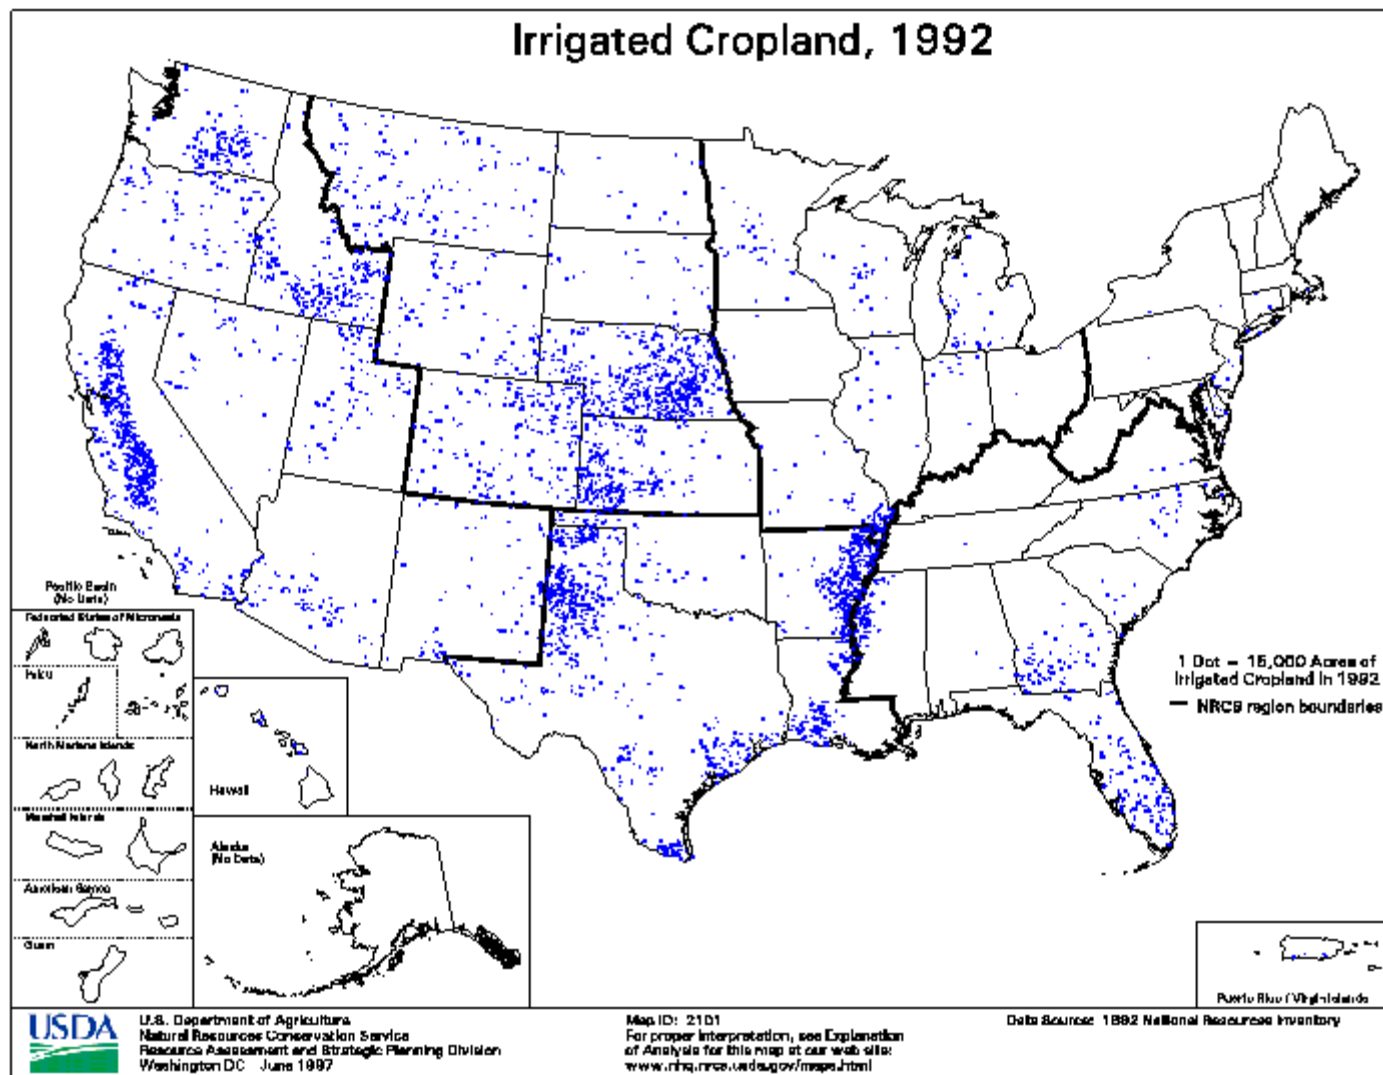 Irrigated Cropland, 1992
Pacific Basin
(No Data)
Federated States of Micronesia
Palau
North Mariana Islands
Marshall Islands
American Samoa
Guam
Hawaii
Alaska
(No Data)
1 Dot = 15,000 Acres of
Irrigated Cropland in 1992
NRCS region boundaries
Puerto Rico / Virgin Islands
USDA
U.S. Department of Agriculture
Natural Resources Conservation Service
Resource Assessment and Strategic Planning Division
Washington DC June 1997
Map ID: 2101
For proper interpretation, see Explanation
of Analysis for this map at our web site:
www.nhq.nrcs.usda.gov/maps.html
Data Source: 1992 National Resources Inventory